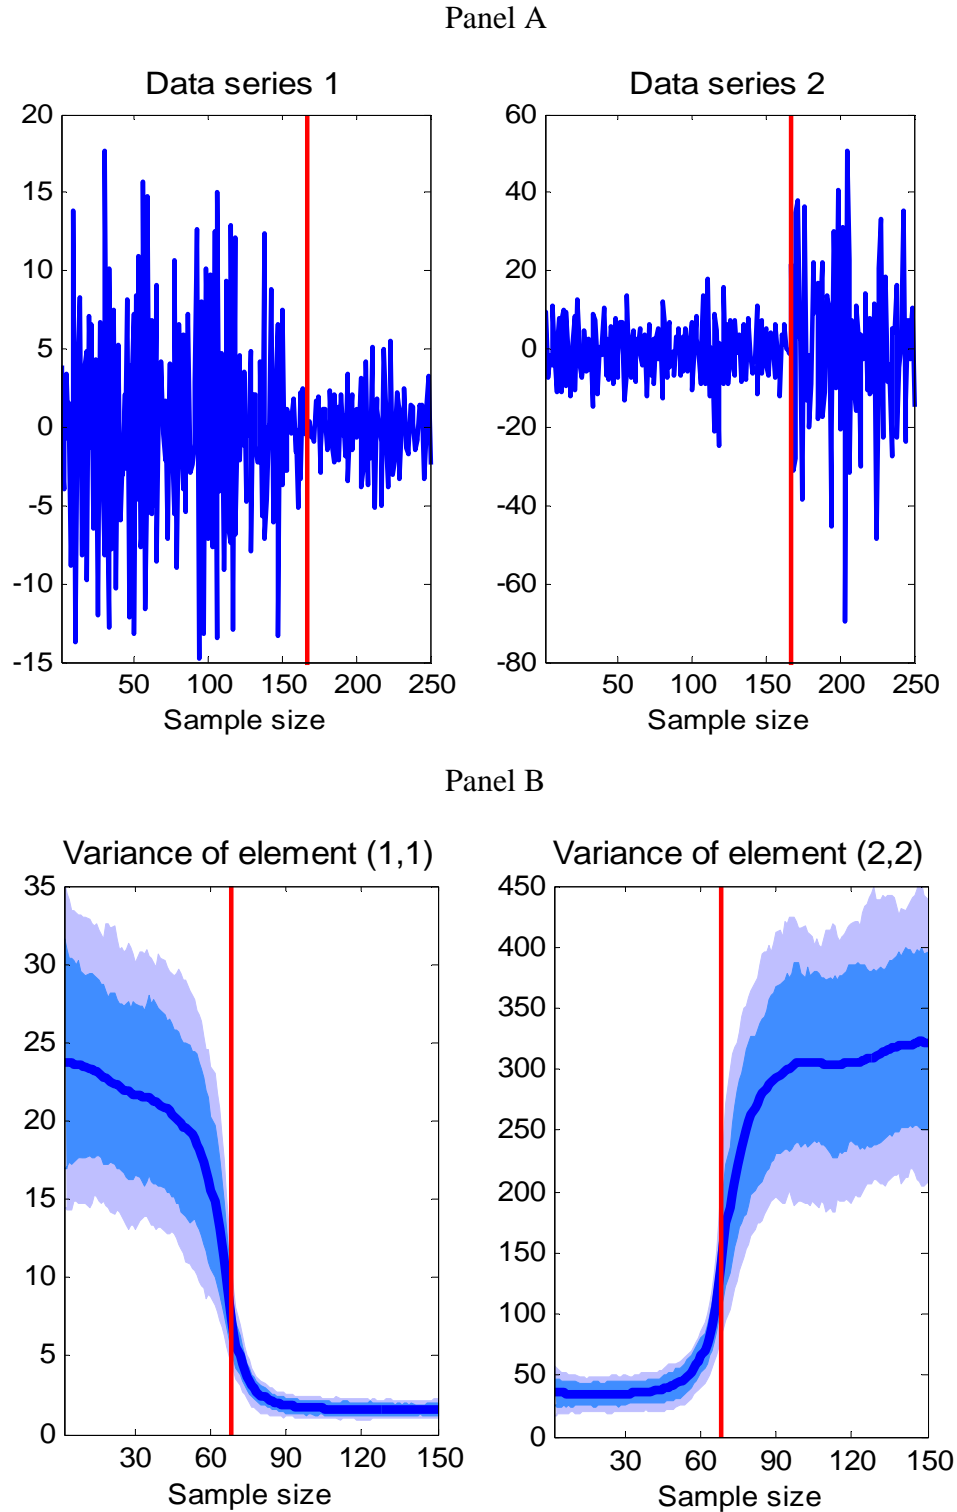 Panel A
Data series 1
Data series 2
20
15
10
5
0
-5
-10
-15
50 100 150 200 250
Sample size
60
40
20
0
-20
-40
-60
-80
50 100 150 200 250
Sample size
Panel B
Variance of element (1,1)
Variance of element (2,2)
35
30
25
20
15
10
5
0
30 60 90 120 150
Sample size
450
400
350
300
250
200
150
100
50
0
30 60 90 120 150
Sample size